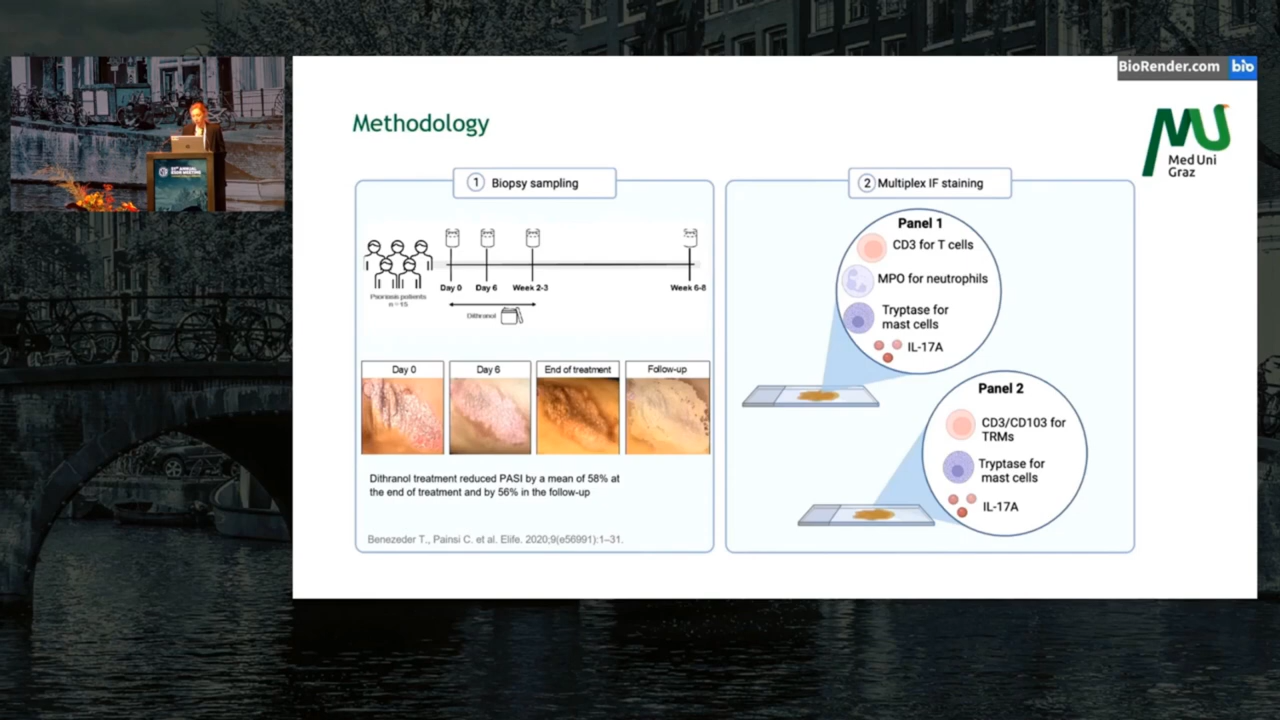 BioRender.com bio
Methodology
MU
Med Uni
Graz
1 Biopsy sampling
Psoriasis patients
n = 15
Day 0 Day 6 Week 2-3 Week 6-8
Dithranol
Day 0 Day 6 End of treatment Follow-up
Dithranol treatment reduced PASI by a mean of 58% at
the end of treatment and by 56% in the follow-up
Benezeder T., Painsi C. et al. Elife. 2020;9(e56991):1–31.
2 Multiplex IF staining
Panel 1
CD3 for T cells
MPO for neutrophils
Tryptase for
mast cells
IL-17A
Panel 2
CD3/CD103 for
TRMs
Tryptase for
mast cells
IL-17A